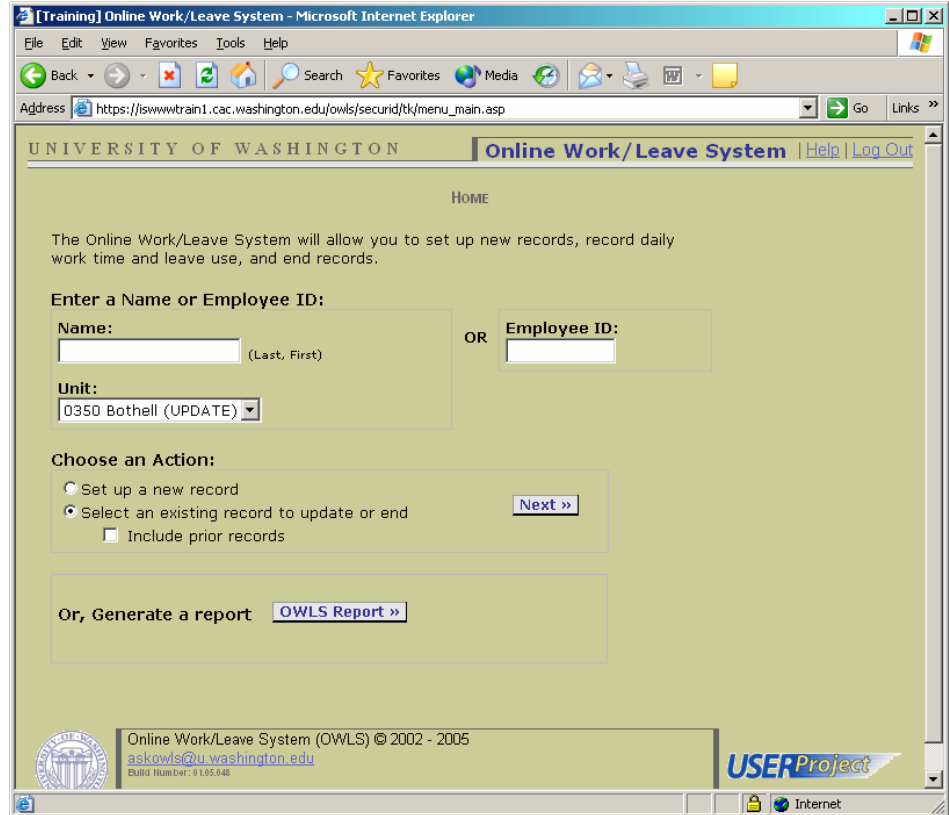 [Training] Online Work/Leave System - Microsoft Internet Explorer
File Edit View Favorites Tools Help
Back Search Favorites Media
Address https://iswwwtrain1.cac.washington.edu/owls/securid/tk/menu_main.asp Go Links »
UNIVERSITY OF WASHINGTON Online Work/Leave System | Help | Log Out
HOME
The Online Work/Leave System will allow you to set up new records, record daily
work time and leave use, and end records.
Enter a Name or Employee ID:
Name: OR Employee ID:
(Last, First)
Unit:
0350 Bothell (UPDATE)
Choose an Action:
Set up a new record
Select an existing record to update or end Next »
Include prior records
Or, Generate a report OWLS Report »
Online Work/Leave System (OWLS) © 2002 - 2005
askowls@u.washington.edu
Build Number: 01.05.048
USERProject
Internet